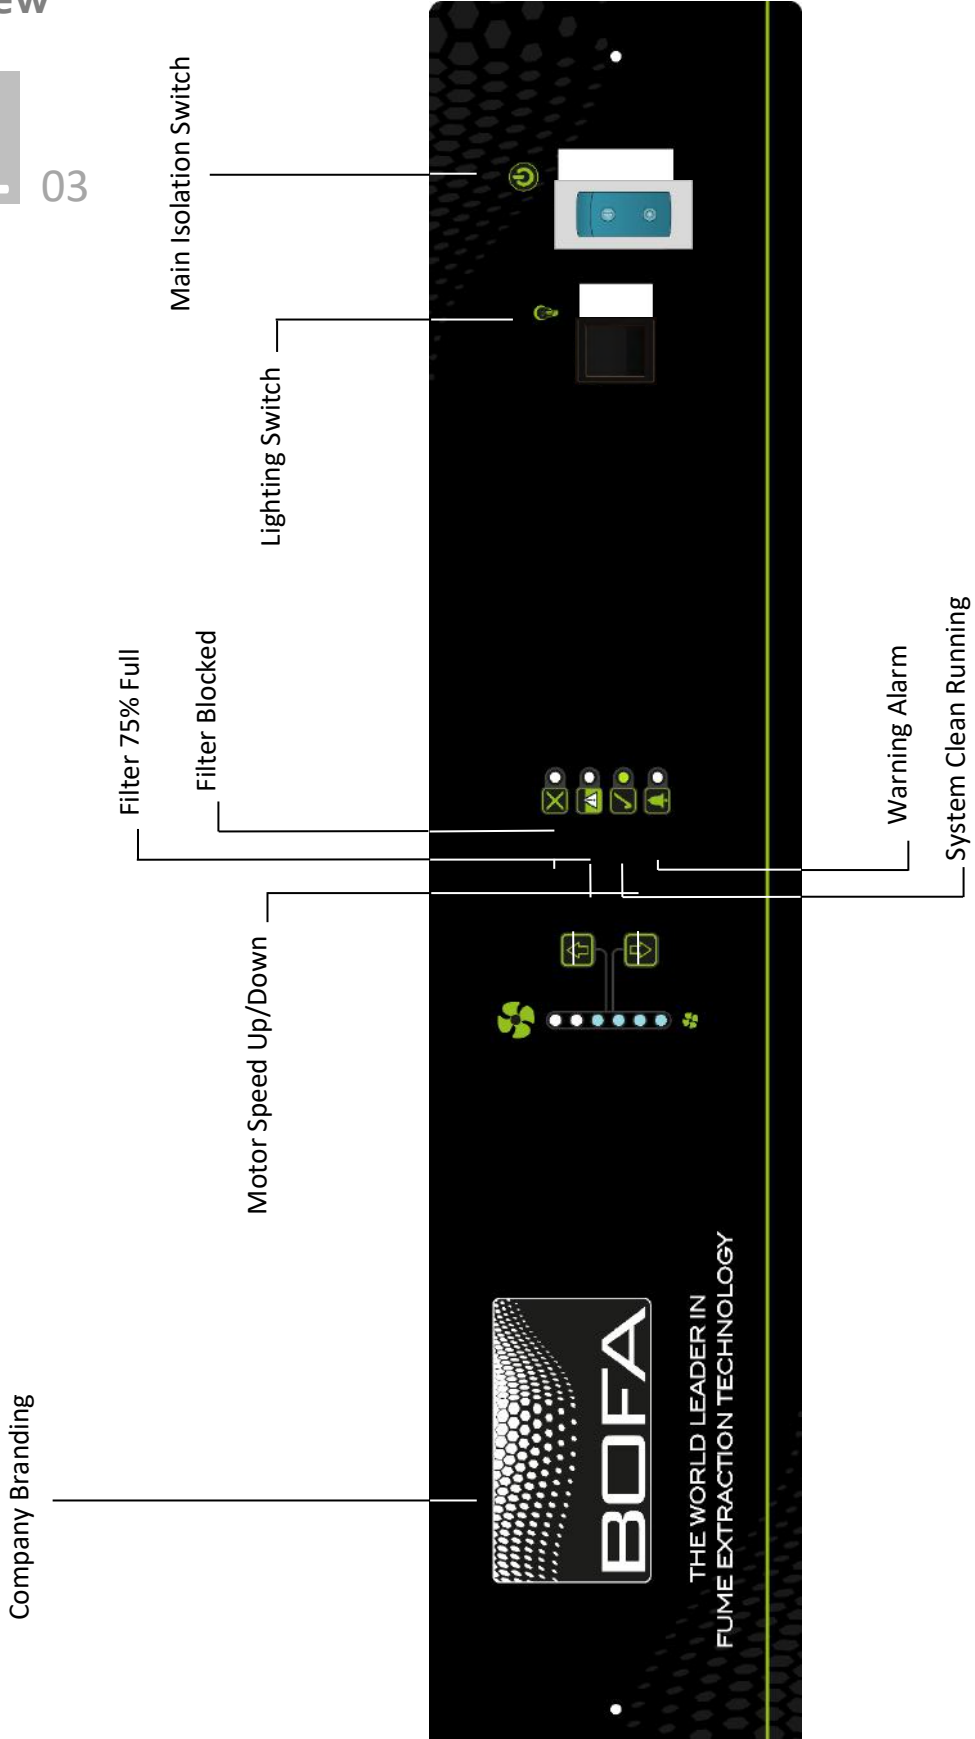 ew
03
Company Branding
Motor Speed Up/Down
Filter 75% Full
Filter Blocked
Lighting Switch
Main Isolation Switch
BOFA
THE WORLD LEADER IN
FUME EXTRACTION TECHNOLOGY
Warning Alarm
System Clean Running